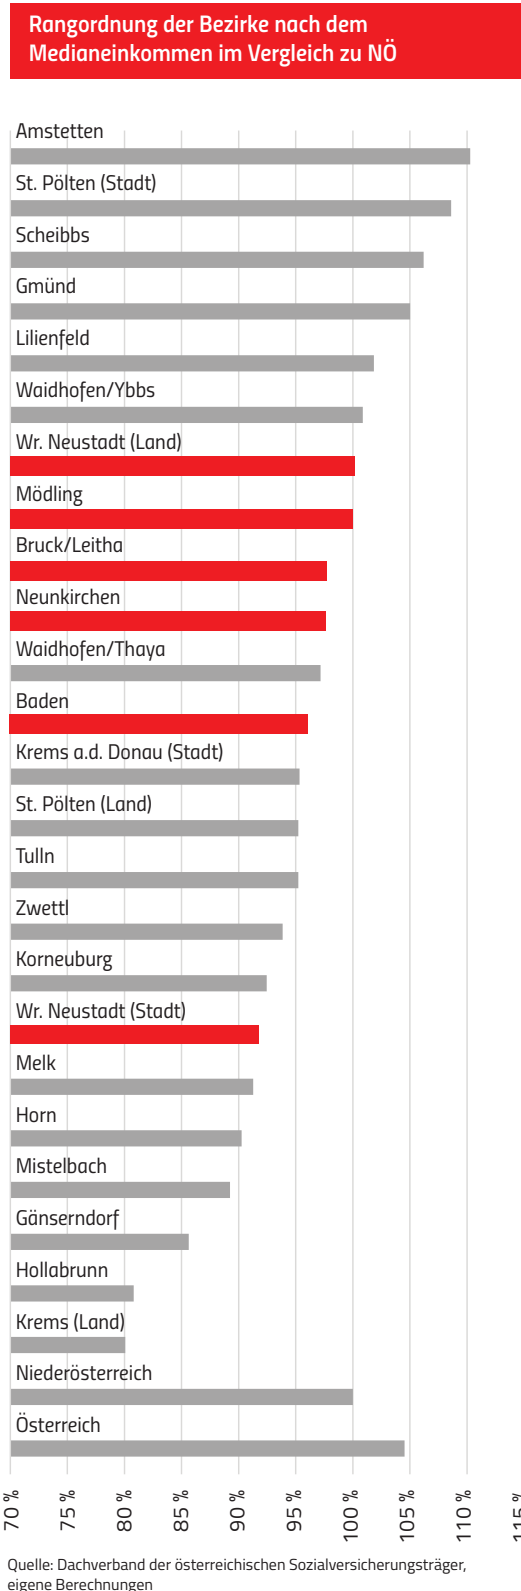 Rangordnung der Bezirke nach dem
Medianeinkommen im Vergleich zu NÖ
Amstetten
St. Pölten (Stadt)
Scheibbs
Gmünd
Lilienfeld
Waidhofen/Ybbs
Wr. Neustadt (Land)
Mödling
Bruck/Leitha
Neunkirchen
Waidhofen/Thaya
Baden
Krems a.d. Donau (Stadt)
St. Pölten (Land)
Tulln
Zwettl
Korneuburg
Wr. Neustadt (Stadt)
Melk
Horn
Mistelbach
Gänserndorf
Hollabrunn
Krems (Land)
Niederösterreich
Österreich
70 %
75 %
80 %
85 %
90 %
95 %
100 %
105 %
110 %
115 %
Quelle: Dachverband der österreichischen Sozialversicherungsträger,
eigene Berechnungen